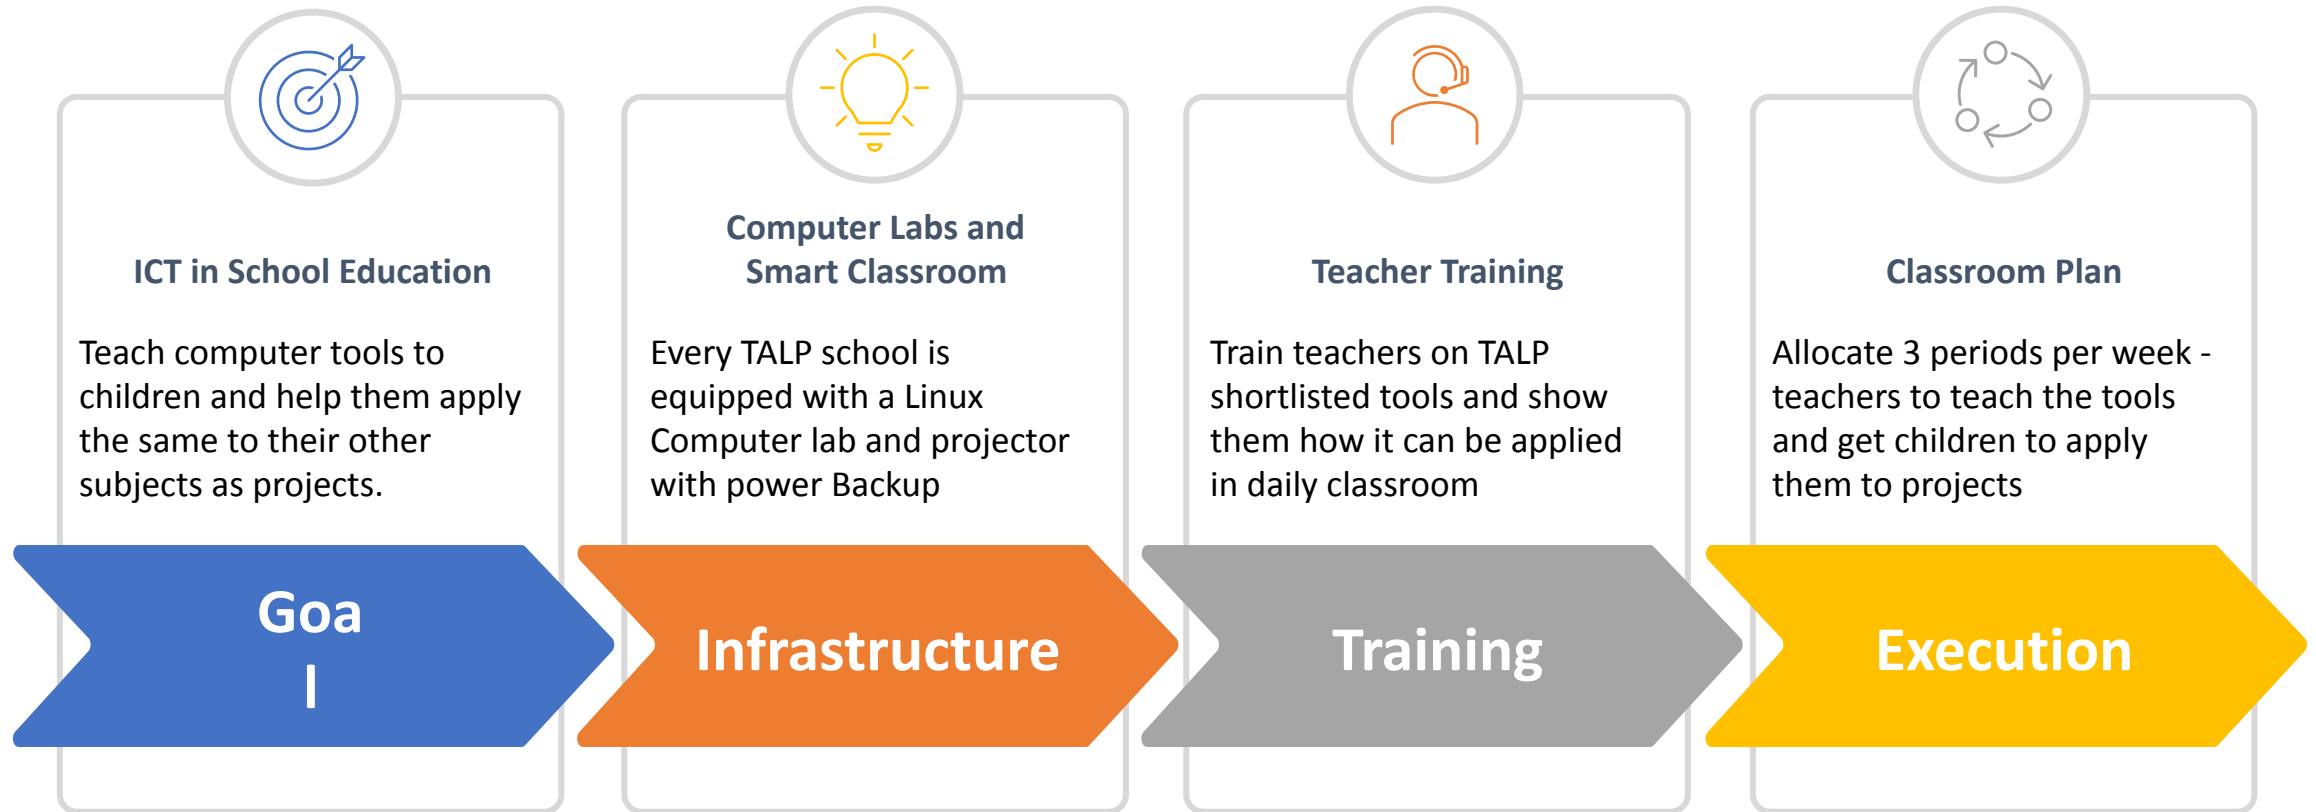 ICT in School Education
Teach computer tools to
children and help them apply
the same to their other
subjects as projects.
Goa
l
Computer Labs and
Smart Classroom
Every TALP school is
equipped with a Linux
Computer lab and projector
with power Backup
Infrastructure
Teacher Training
Train teachers on TALP
shortlisted tools and show
them how it can be applied
in daily classroom
Training
Classroom Plan
Allocate 3 periods per week -
teachers to teach the tools
and get children to apply
them to projects
Execution